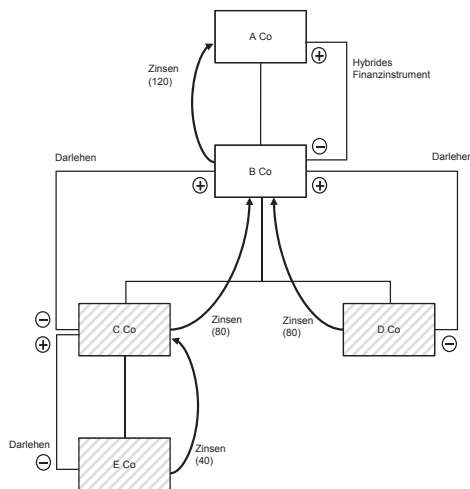 A Co
+
Zinsen
(120)
Hybrides
Finanzinstrument
−
Darlehen
Darlehen
B Co
+
+
−
+
C Co
Zinsen
(80)
Zinsen
(80)
D Co
−
Darlehen
−
E Co
Zinsen
(40)